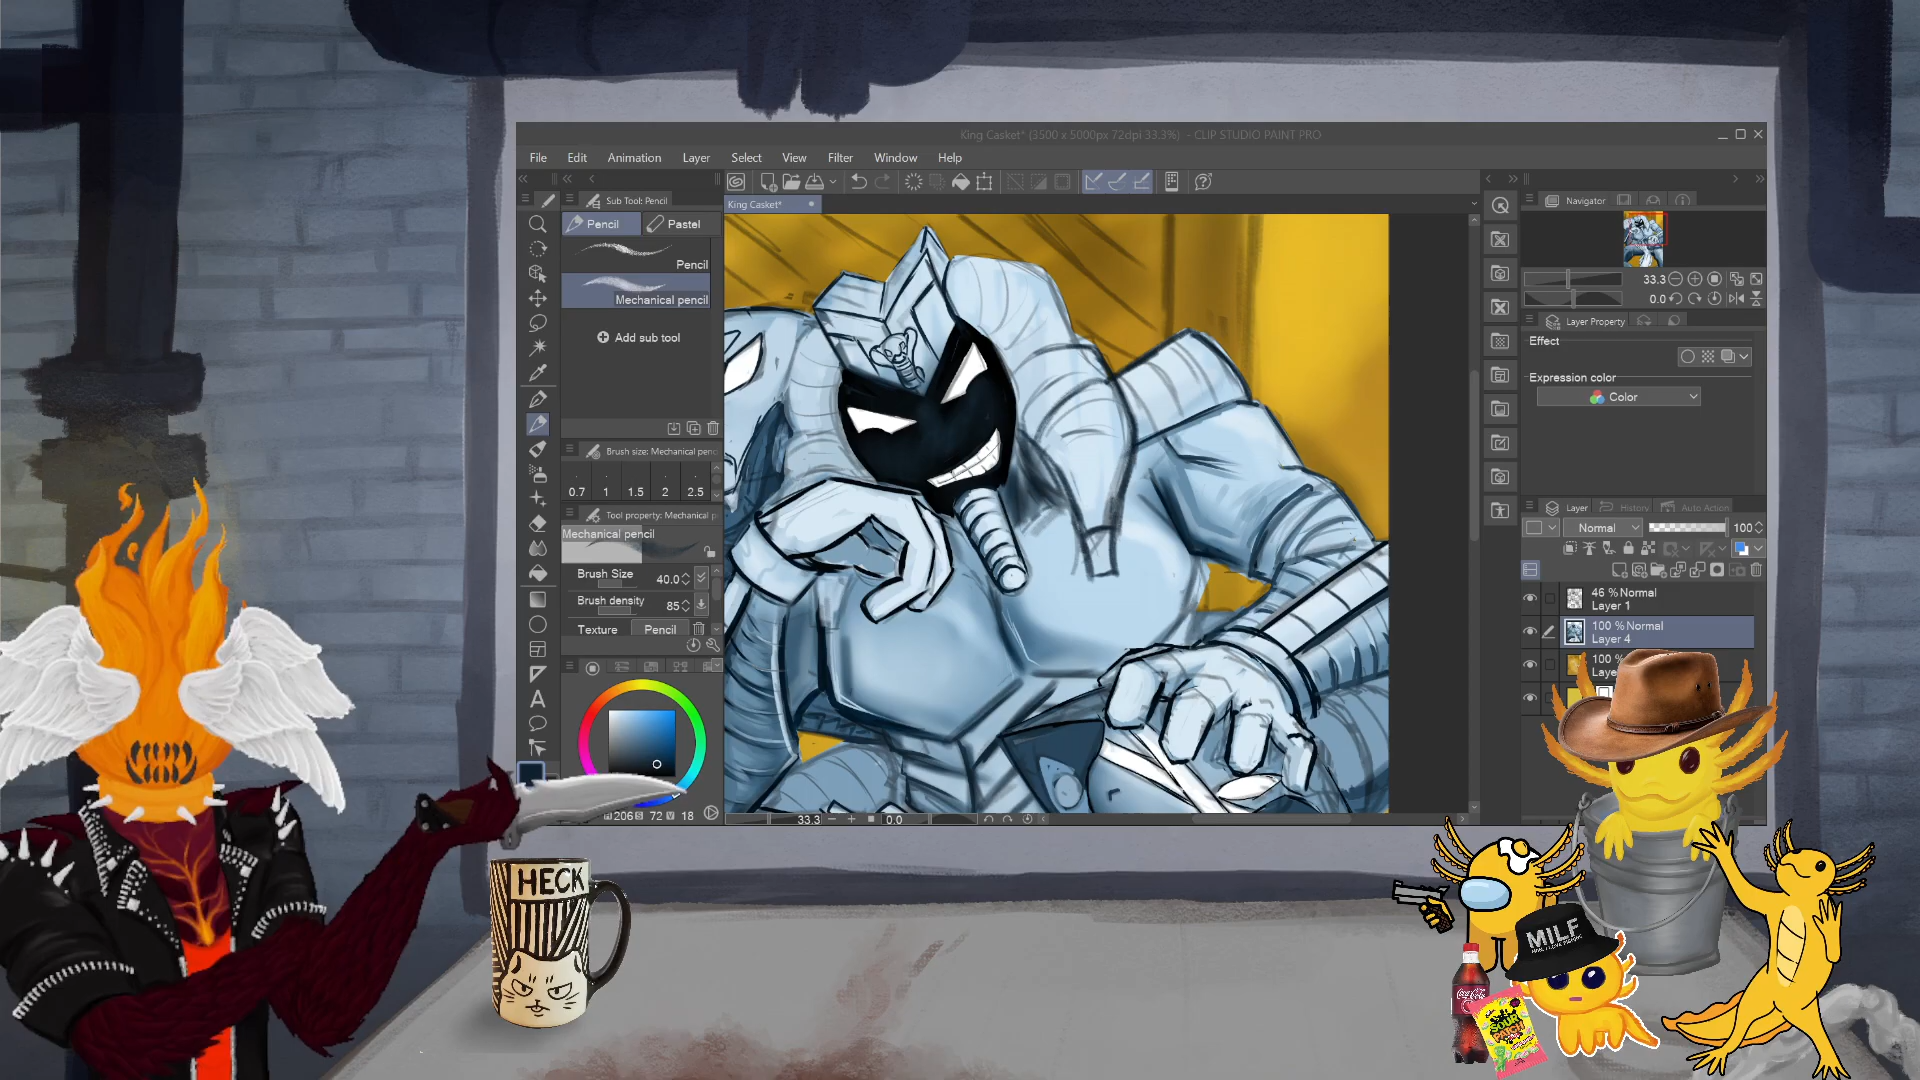 King Casket* (3500 x 5000px 72dpi 33.3%) - CLIP STUDIO PAINT PRO
File Edit Animation Layer Select View Filter Window Help
Sub Tool: Pencil
Pencil Pastel
Pencil
Mechanical pencil
Add sub tool
Brush size: Mechanical penc
0.7 1 1.5 2 2.5
Tool property: Mechanical p
Mechanical pencil
Brush Size 40.0
Brush density 85
Texture Pencil
206 S 72 V 18
King Casket*
33.3 0.0
Navigator
33.3
0.0
Layer Property
Effect
Expression color
Color
Layer History Auto Action
Normal 100
46 % Normal
Layer 1
100 % Normal
Layer 4
100 %
Laye
HECK
MILF
Coca-Cola
SOUR
PATCH